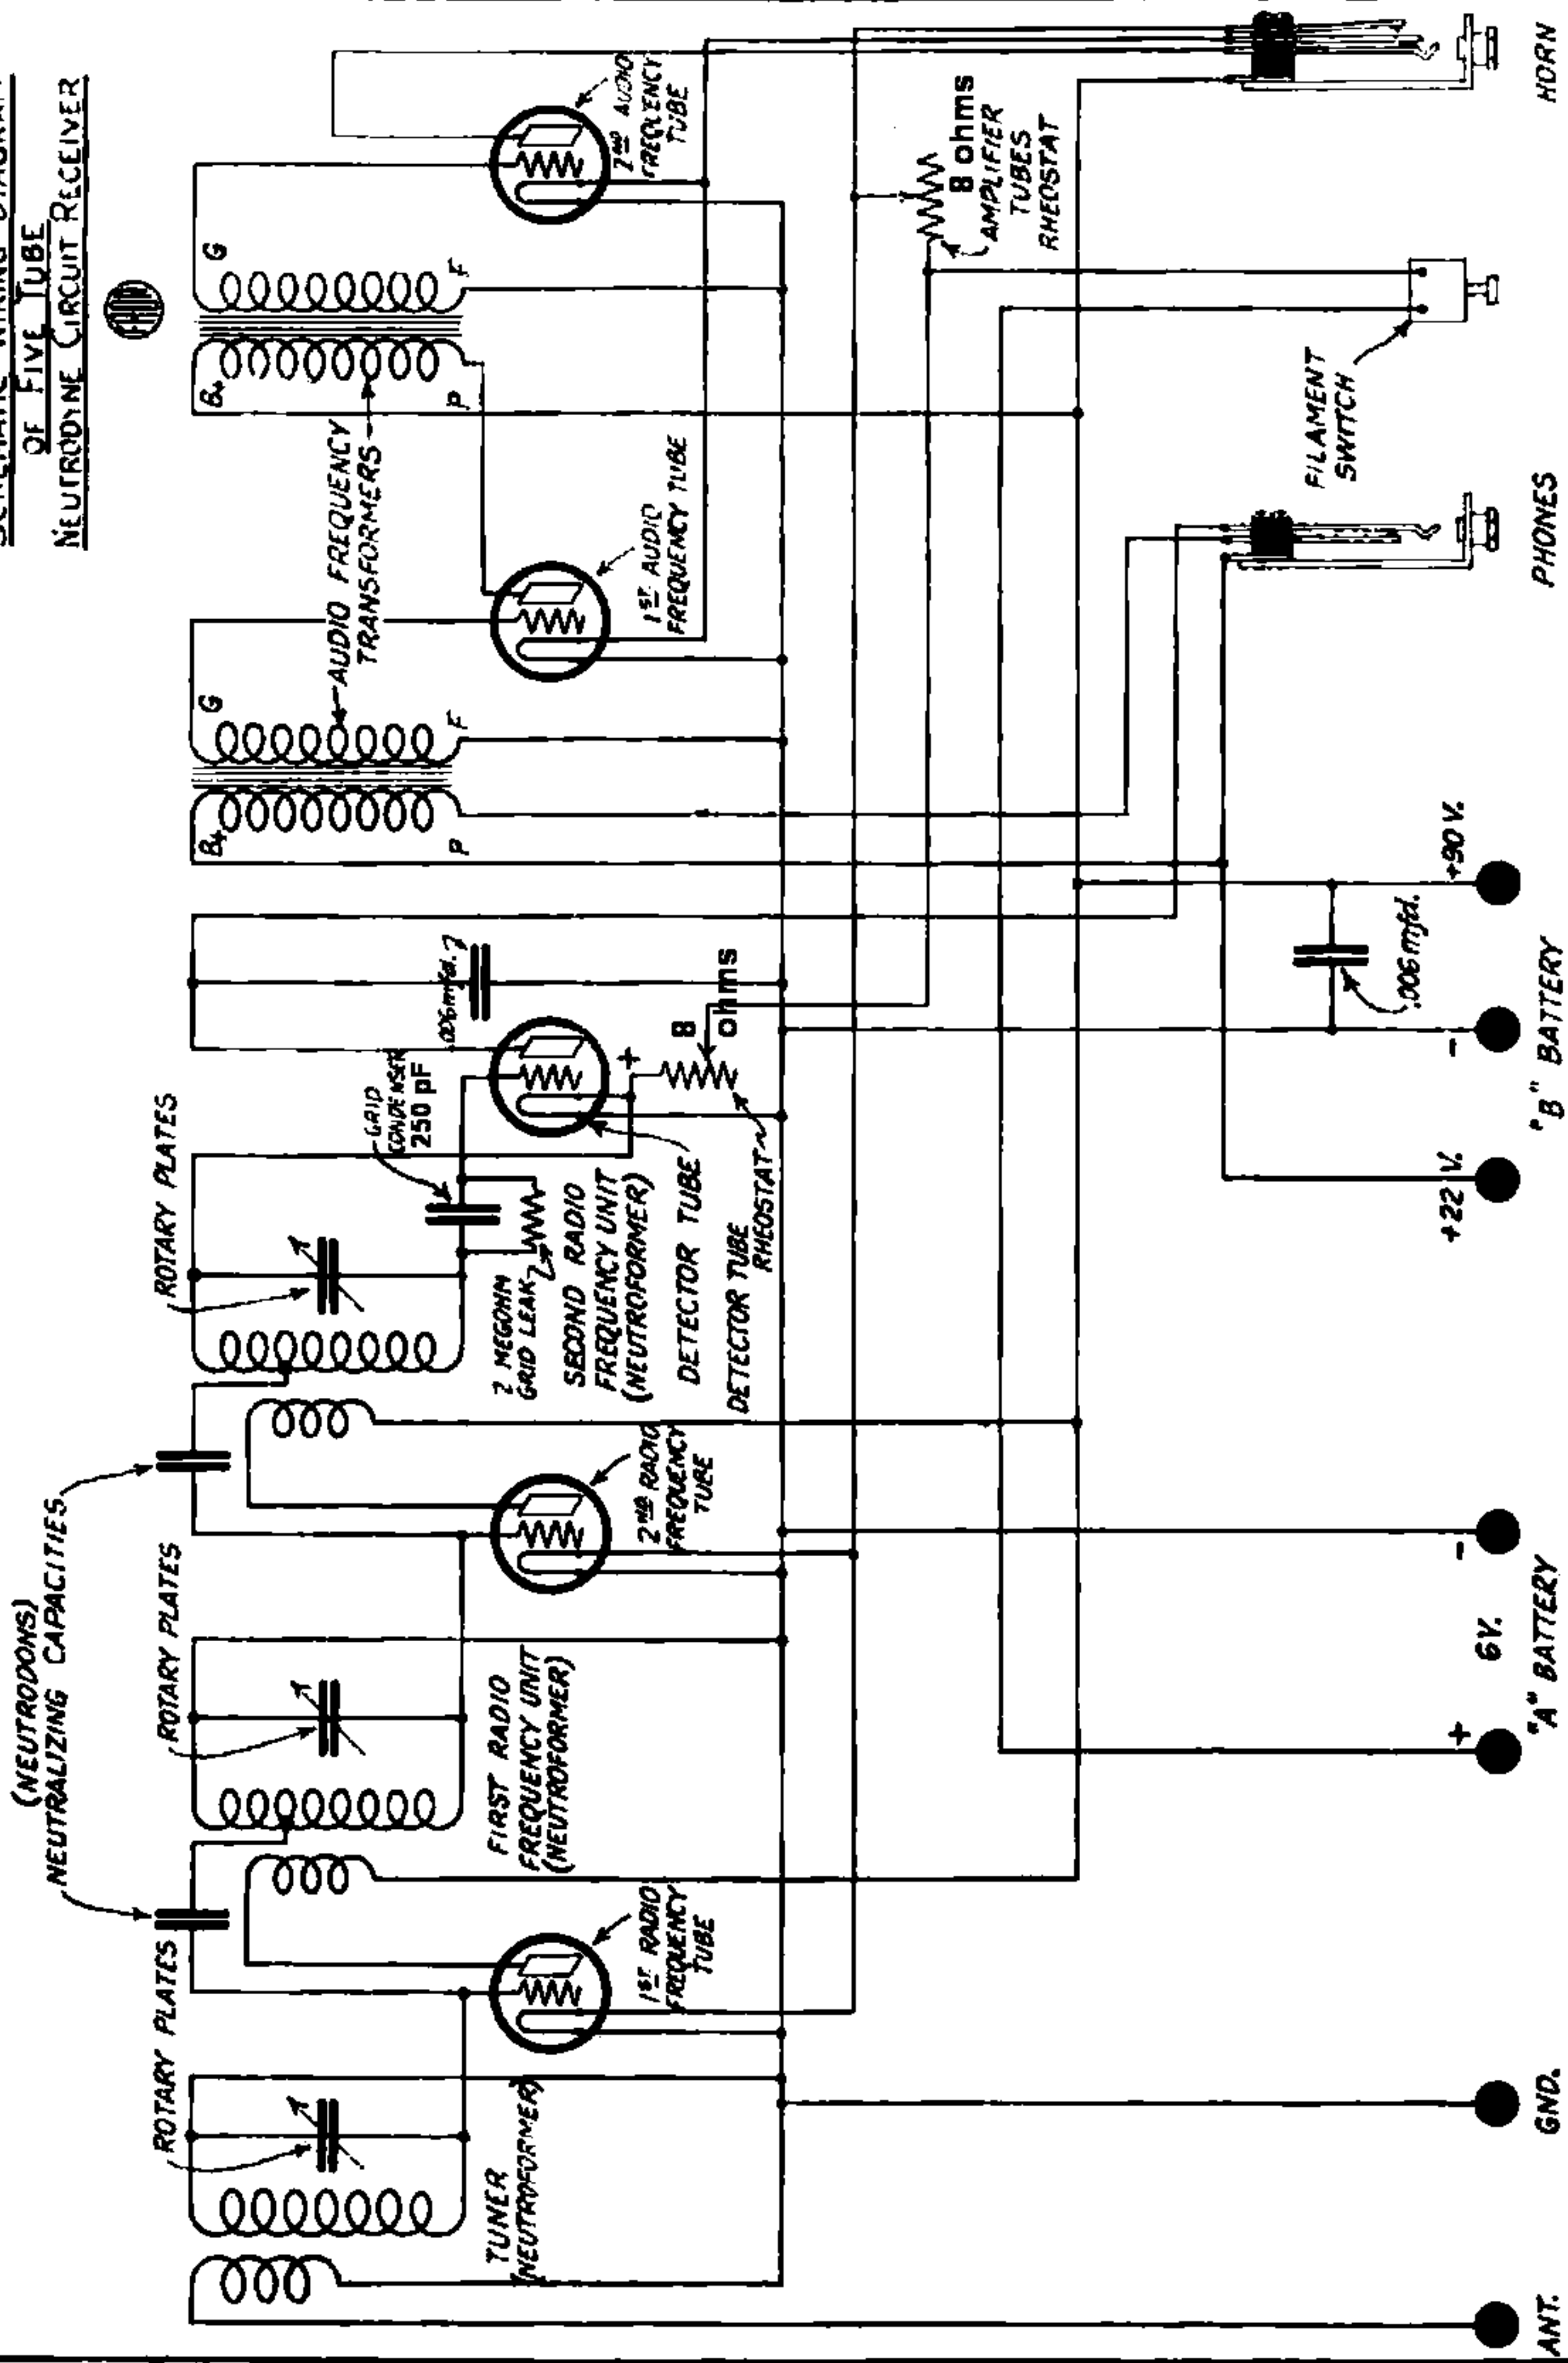 SCHEMATIC WIRING DIAGRAM
OF FIVE TUBE
NEUTRODYNE CIRCUIT RECEIVER
(NEUTRODONS)
NEUTRALIZING CAPACITIES
ROTARY PLATES
ROTARY PLATES
ROTARY PLATES
TUNER
(NEUTROFORMER)
1ST RADIO
FREQUENCY
TUBE
FIRST RADIO
FREQUENCY UNIT
(NEUTROFORMER)
2ND RADIO
FREQUENCY
TUBE
GRID
CONDENSER
250 pF
2 MEGOHM
GRID LEAK
SECOND RADIO
FREQUENCY UNIT
(NEUTROFORMER)
DETECTOR TUBE
DETECTOR TUBE
RHEOSTAT
+
8
ohms
.006 mfd.
B+
G
P
F
AUDIO FREQUENCY
TRANSFORMERS
1ST AUDIO
FREQUENCY TUBE
B+
G
P
F
2ND AUDIO
FREQUENCY
TUBE
8 ohms
AMPLIFIER
TUBES
RHEOSTAT
FILAMENT
SWITCH
.006 mfd.
ANT.
GND.
+
6V.
-
"A" BATTERY
+22 V.
-
+90 V.
"B" BATTERY
PHONES
HORN